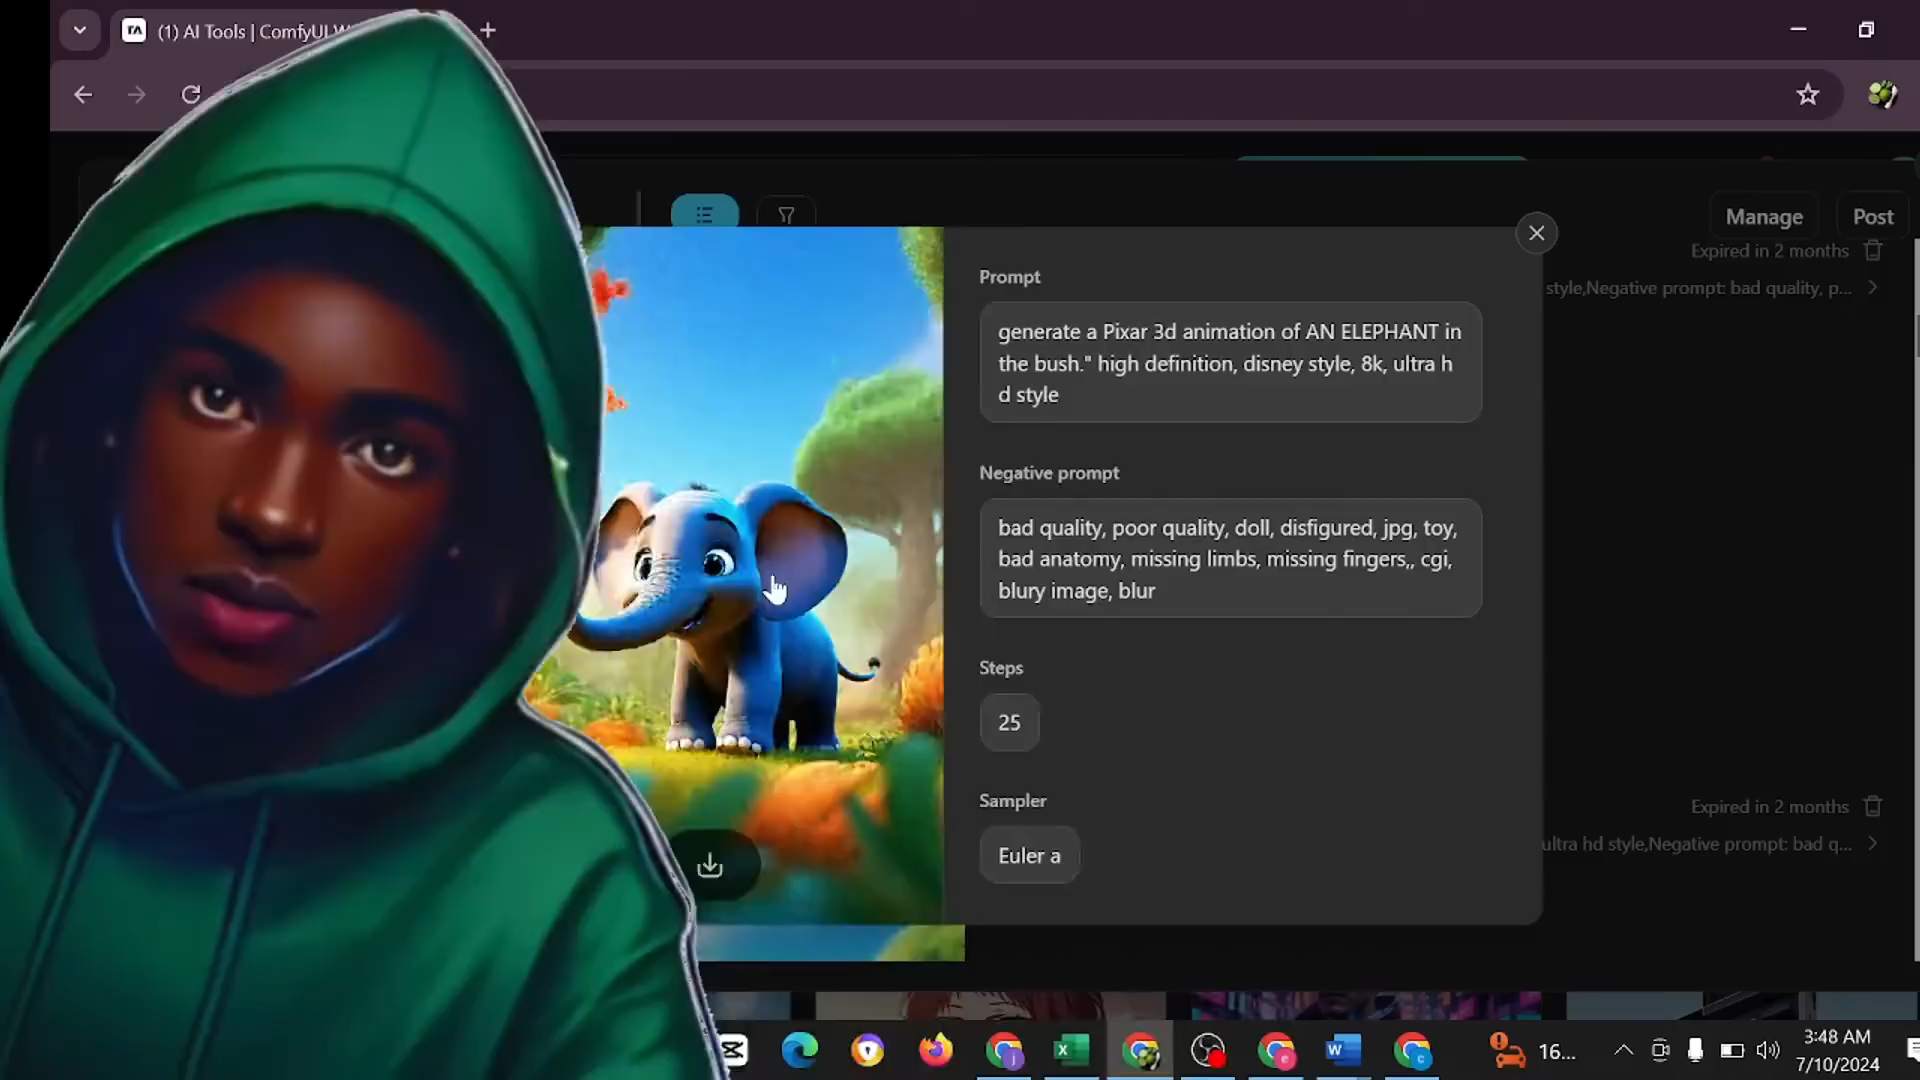 (1) AI Tools | ComfyUI
Manage
Post
Expired in 2 months
style,Negative prompt: bad quality, p...
Prompt
generate a Pixar 3d animation of AN ELEPHANT in
the bush." high definition, disney style, 8k, ultra h
d style
Negative prompt
bad quality, poor quality, doll, disfigured, jpg, toy,
bad anatomy, missing limbs, missing fingers,, cgi,
blury image, blur
Steps
25
Sampler
Euler a
Expired in 2 months
ultra hd style,Negative prompt: bad q...
16...
3:48 AM
7/10/2024